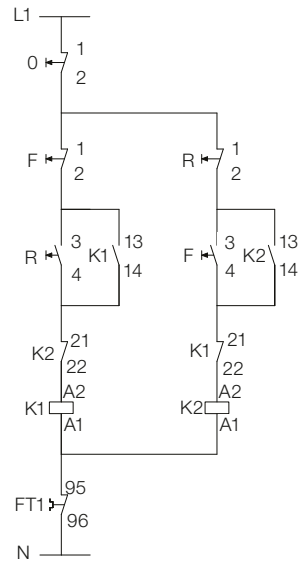 L1
0 1
2
F 1
2
R 1
2
R 3
4
K1 13
14
F 3
4
K2 13
14
K2 21
22
K1 21
22
K1 A2
A1
K2 A2
A1
FT1 95
96
N